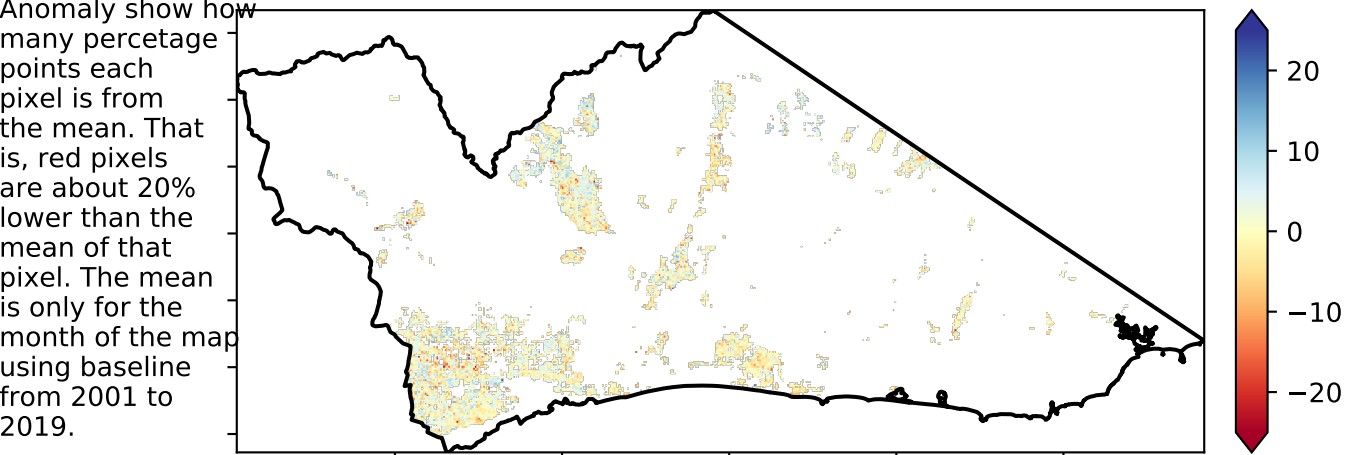 Anomaly show how
many percetage
points each
pixel is from
the mean. That
is, red pixels
are about 20%
lower than the
mean of that
pixel. The mean
is only for the
month of the map
using baseline
from 2001 to
2019.
20
10
0
−10
−20